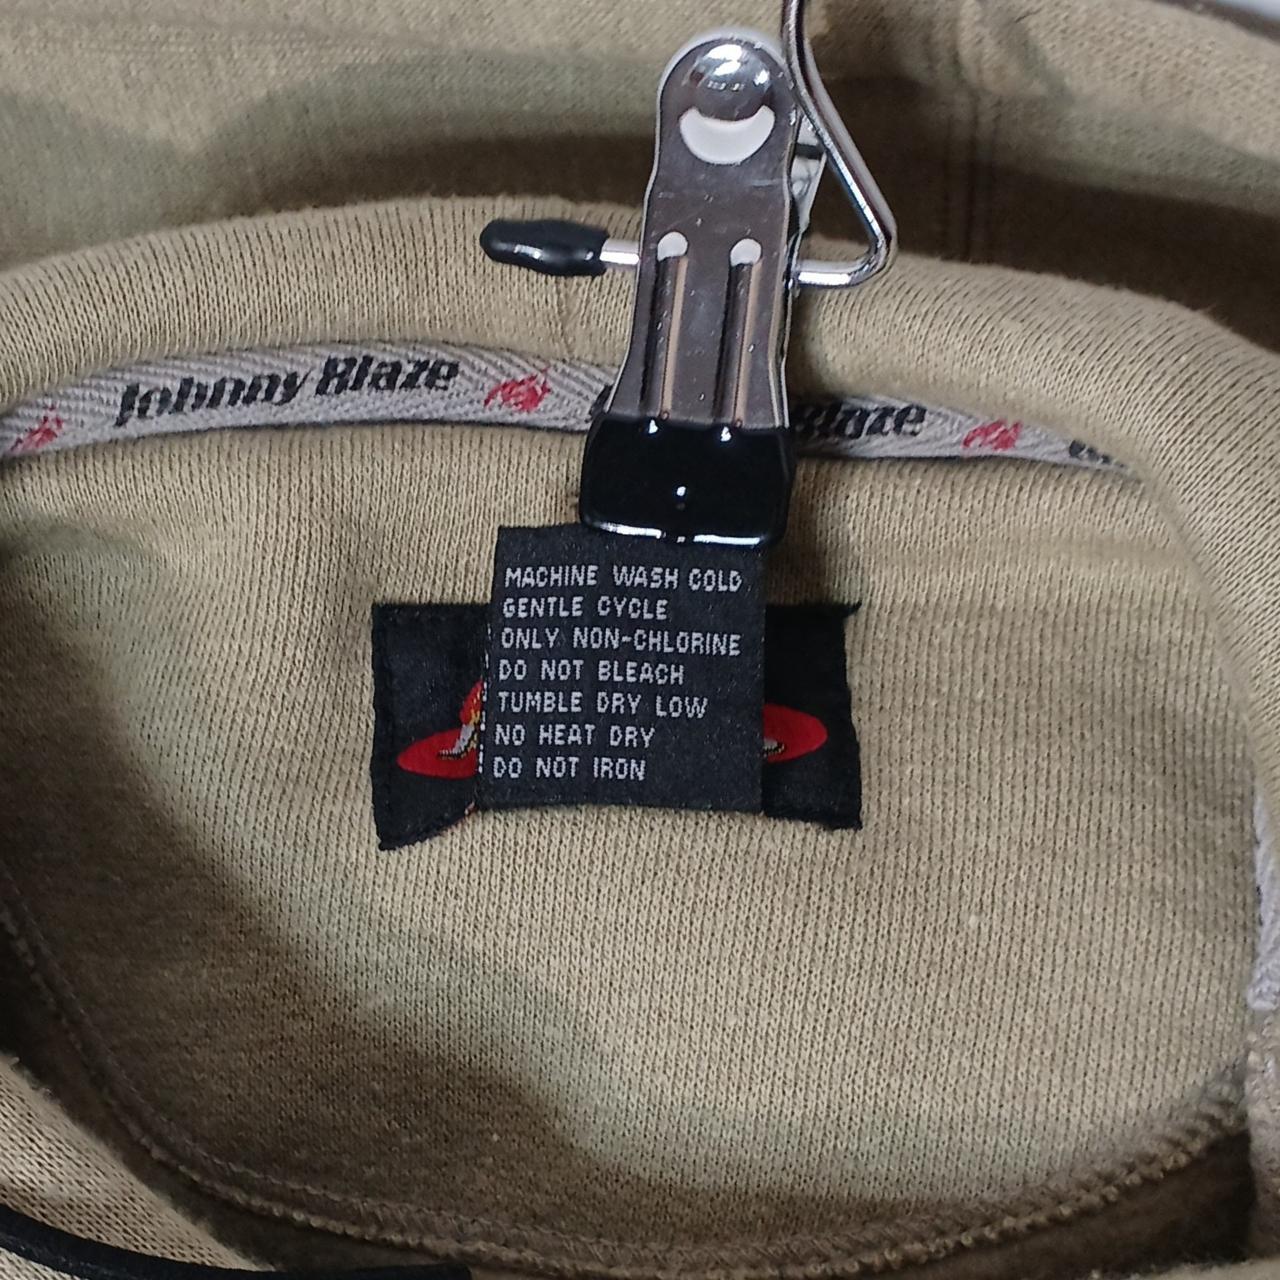 Johnny Blaze
Blaze
MACHINE WASH COLD
GENTLE CYCLE
ONLY NON-CHLORINE
DO NOT BLEACH
TUMBLE DRY LOW
NO HEAT DRY
DO NOT IRON